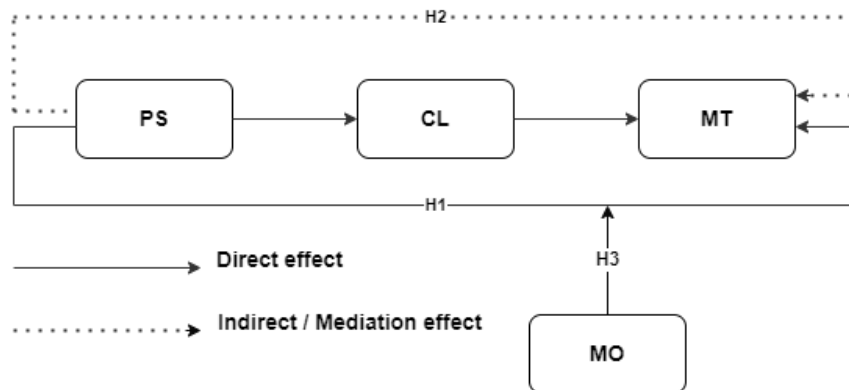 H2
PS CL MT
H1
Direct effect
H3
Indirect / Mediation effect
MO